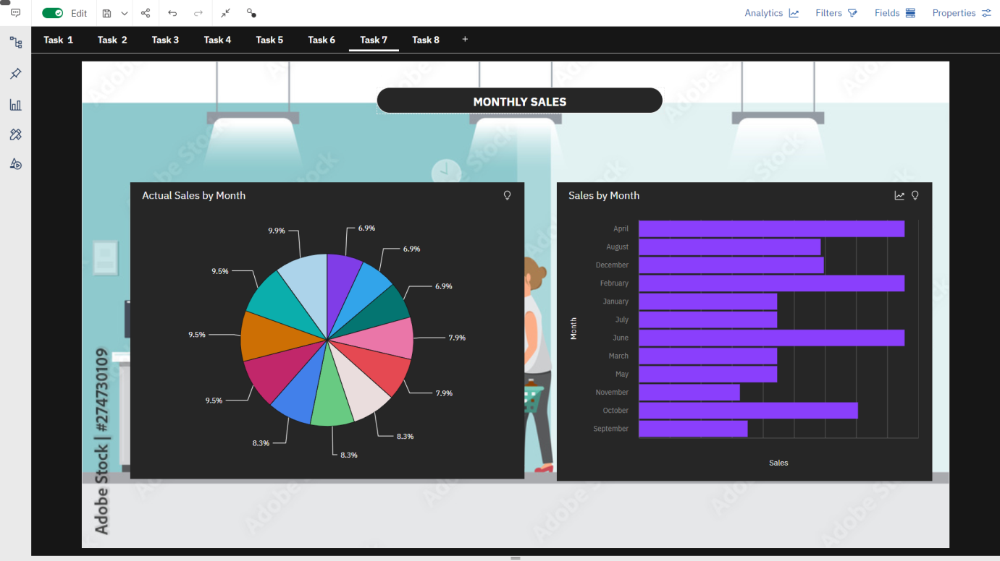 Edit
Analytics
Filters
Fields
Properties
Task 1
Task 2
Task 3
Task 4
Task 5
Task 6
Task 7
Task 8
+
MONTHLY SALES
Actual Sales by Month
9.9%
6.9%
6.9%
9.5%
6.9%
9.5%
7.9%
7.9%
9.5%
8.3%
8.3%
8.3%
Sales by Month
April
August
December
February
January
July
June
March
May
November
October
September
Month
Sales
Adobe Stock | #274730109
Adobe Stock